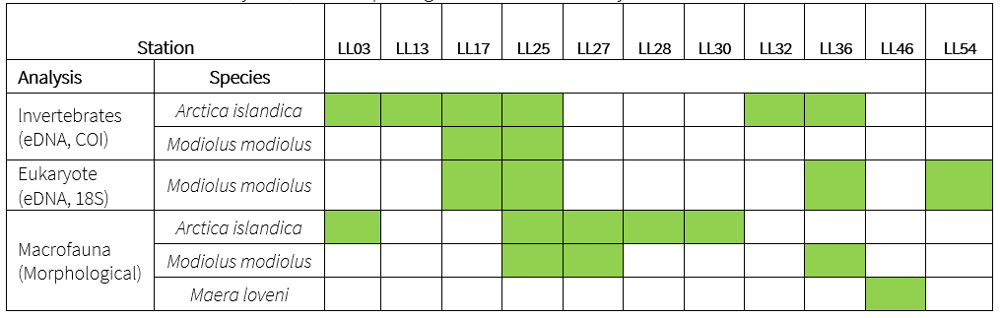 Station LL03 LL13 LL17 LL25 LL27 LL28 LL30 LL32 LL36 LL46 LL54
Analysis Species
Invertebrates
(eDNA, COI)
Arctica islandica
Modiolus modiolus
Eukaryote
(eDNA, 18S)
Modiolus modiolus
Macrofauna
(Morphological)
Arctica islandica
Modiolus modiolus
Maera loveni